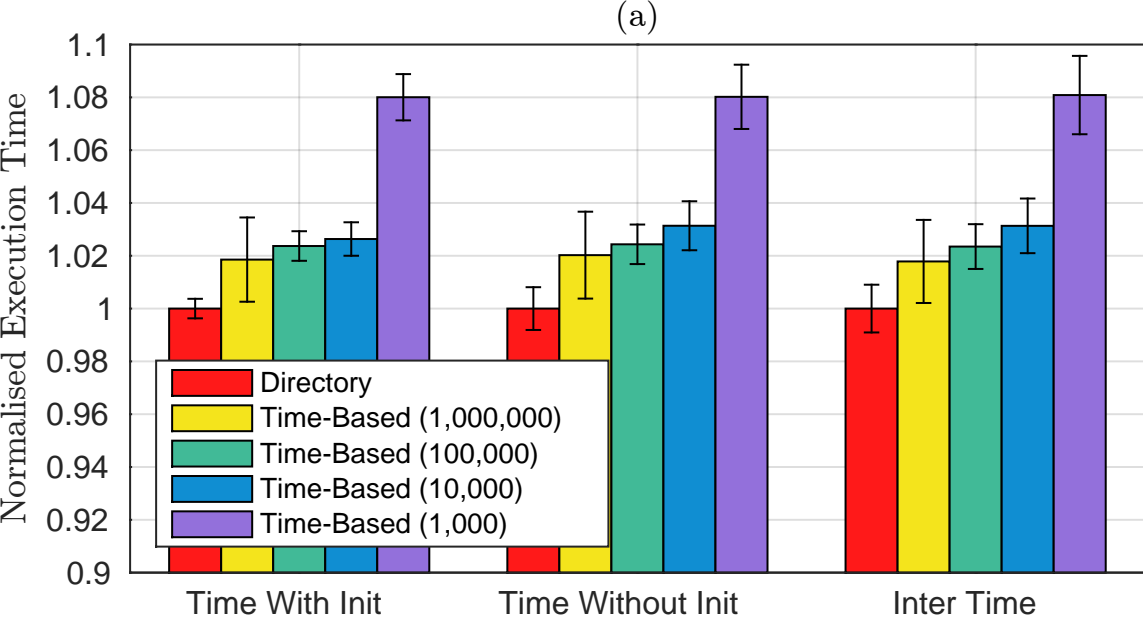 (a)
Normalised Execution Time
1.1
1.08
1.06
1.04
1.02
1
0.98
0.96
0.94
0.92
0.9
Directory
Time-Based (1,000,000)
Time-Based (100,000)
Time-Based (10,000)
Time-Based (1,000)
Time With Init
Time Without Init
Inter Time